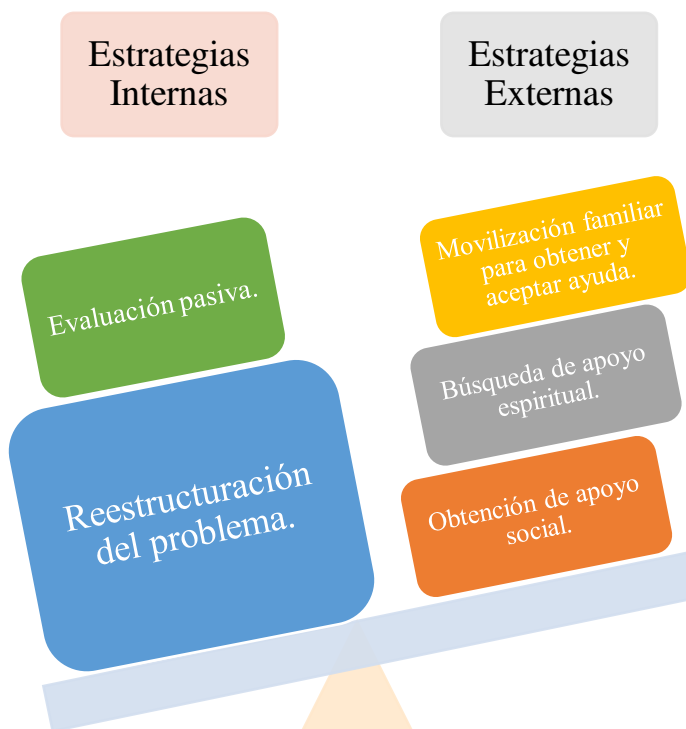 Estrategias
Internas
Estrategias
Externas
Evaluación pasiva.
Reestructuración
del problema.
Movilización familiar
para obtener y
aceptar ayuda.
Búsqueda de apoyo
espiritual.
Obtención de apoyo
social.